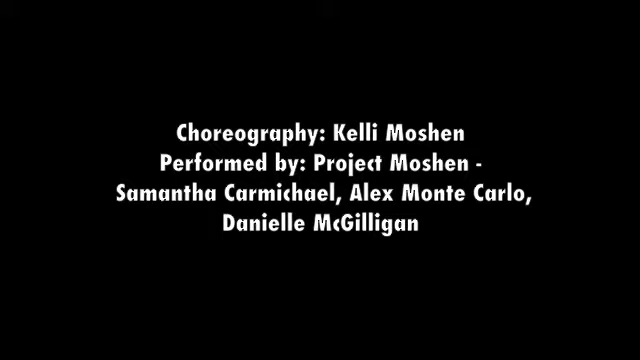 Choreography: Kelli Moshen
Performed by: Project Moshen -
Samantha Carmichael, Alex Monte Carlo,
Danielle McGilligan